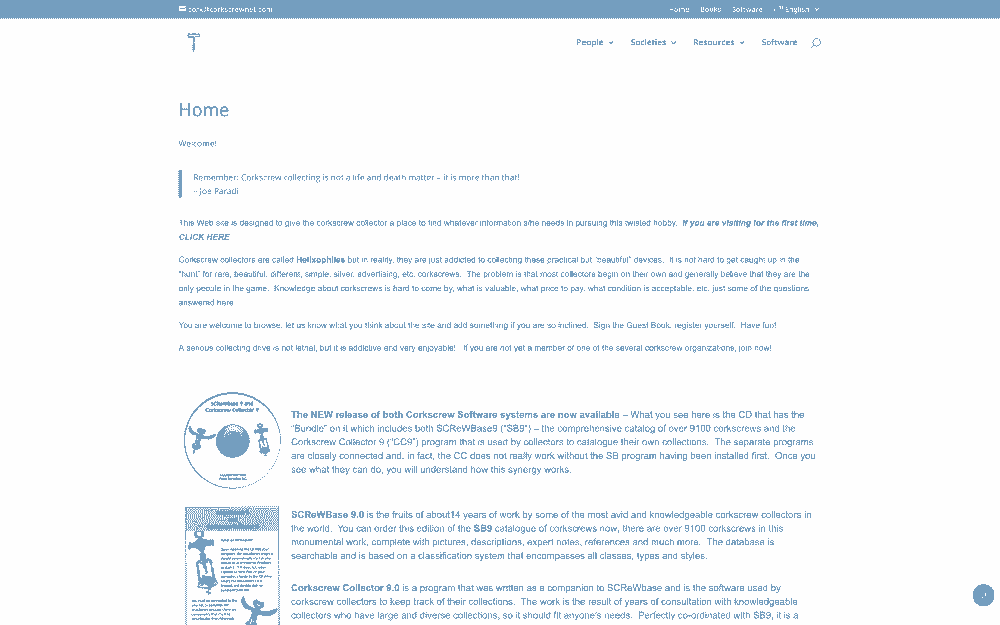 corx@corkscrewnet.com
Home Books Software English
People Societies Resources Software
Home
Welcome!
Remember: Corkscrew collecting is not a life and death matter – it is more than that!
– Joe Paradi
This Web site is designed to give the corkscrew collector a place to find whatever information s/he needs in pursuing this twisted hobby. If you are visiting for the first time,
CLICK HERE
Corkscrew collectors are called Helixophiles but in reality, they are just addicted to collecting these practical but "beautiful" devices. It is not hard to get caught up in the
"hunt" for rare, beautiful, different, simple, silver, advertising, etc. corkscrews. The problem is that most collectors begin on their own and generally believe that they are the
only people in the game. Knowledge about corkscrews is hard to come by, what is valuable, what price to pay, what condition is acceptable, etc. just some of the questions
answered here
You are welcome to browse, let us know what you think about the site and add something if you are so inclined. Sign the Guest Book, register yourself. Have fun!
A serious collecting drive is not lethal, but it is addictive and very enjoyable! If you are not yet a member of one of the several corkscrew organizations, join now!
SCReWbase 9 and
Corkscrew Collector 9
The NEW release of both Corkscrew Software systems are now available – What you see here is the CD that has the
"Bundle" on it which includes both SCReWBase9 ("SB9") – the comprehensive catalog of over 9100 corkscrews and the
Corkscrew Collector 9 ("CC9") program that is used by collectors to catalogue their own collections. The separate programs
are closely connected and, in fact, the CC does not really work without the SB program having been installed first. Once you
see what they can do, you will understand how this synergy works.
SCReWBase 9.0 is the fruits of about14 years of work by some of the most avid and knowledgeable corkscrew collectors in
the world. You can order this edition of the SB9 catalogue of corkscrews now, there are over 9100 corkscrews in this
monumental work, complete with pictures, descriptions, expert notes, references and much more. The database is
searchable and is based on a classification system that encompasses all classes, types and styles.
Corkscrew Collector 9.0 is a program that was written as a companion to SCReWbase and is the software used by
corkscrew collectors to keep track of their collections. The work is the result of years of consultation with knowledgeable
collectors who have large and diverse collections, so it should fit anyone's needs. Perfectly co-ordinated with SB9, it is a